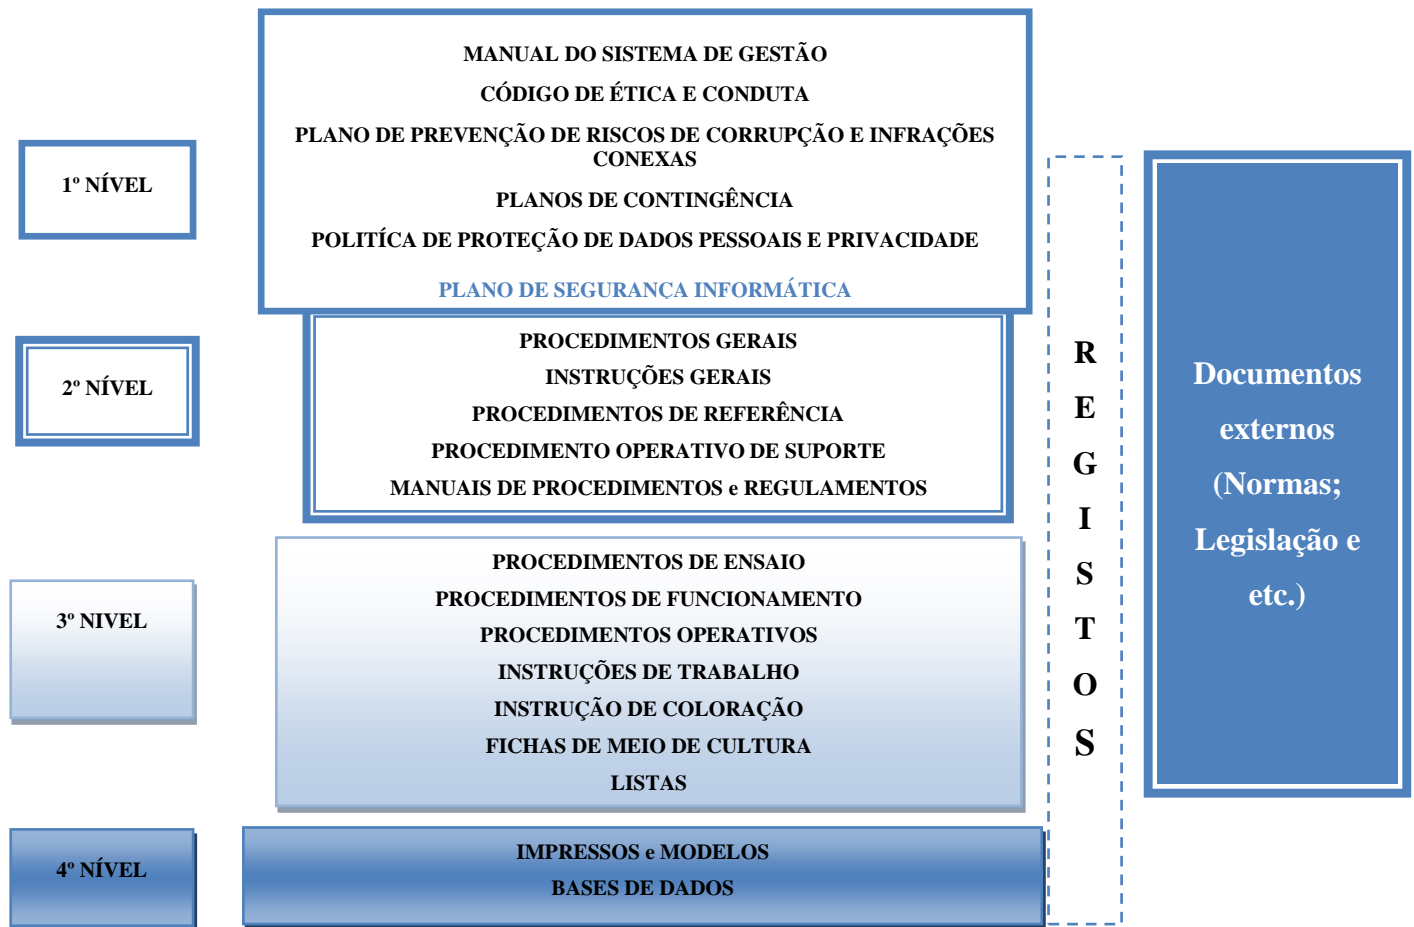 1º NÍVEL
MANUAL DO SISTEMA DE GESTÃO
CÓDIGO DE ÉTICA E CONDUTA
PLANO DE PREVENÇÃO DE RISCOS DE CORRUPÇÃO E INFRAÇÕES
CONEXAS
PLANOS DE CONTINGÊNCIA
POLITÍCA DE PROTEÇÃO DE DADOS PESSOAIS E PRIVACIDADE
PLANO DE SEGURANÇA INFORMÁTICA
2º NÍVEL
PROCEDIMENTOS GERAIS
INSTRUÇÕES GERAIS
PROCEDIMENTOS DE REFERÊNCIA
PROCEDIMENTO OPERATIVO DE SUPORTE
MANUAIS DE PROCEDIMENTOS e REGULAMENTOS
3º NIVEL
PROCEDIMENTOS DE ENSAIO
PROCEDIMENTOS DE FUNCIONAMENTO
PROCEDIMENTOS OPERATIVOS
INSTRUÇÕES DE TRABALHO
INSTRUÇÃO DE COLORAÇÃO
FICHAS DE MEIO DE CULTURA
LISTAS
4º NÍVEL
IMPRESSOS e MODELOS
BASES DE DADOS
R
E
G
I
S
T
O
S
Documentos
externos
(Normas;
Legislação e
etc.)